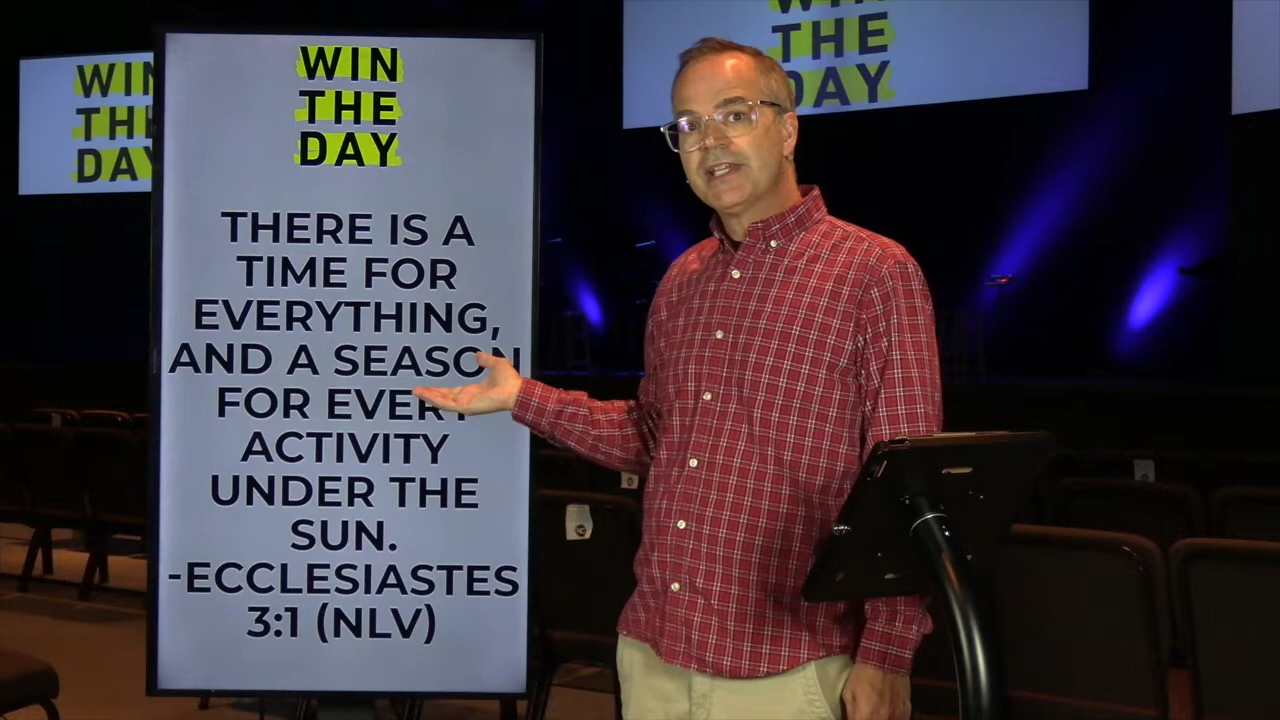 WIN
THE
DAY
THERE IS A
TIME FOR
EVERYTHING,
AND A SEASON
FOR EVERY
ACTIVITY
UNDER THE
SUN.
-ECCLESIASTES
3:1 (NLV)
WIN
THE
DAY
WIN
THE
DAY